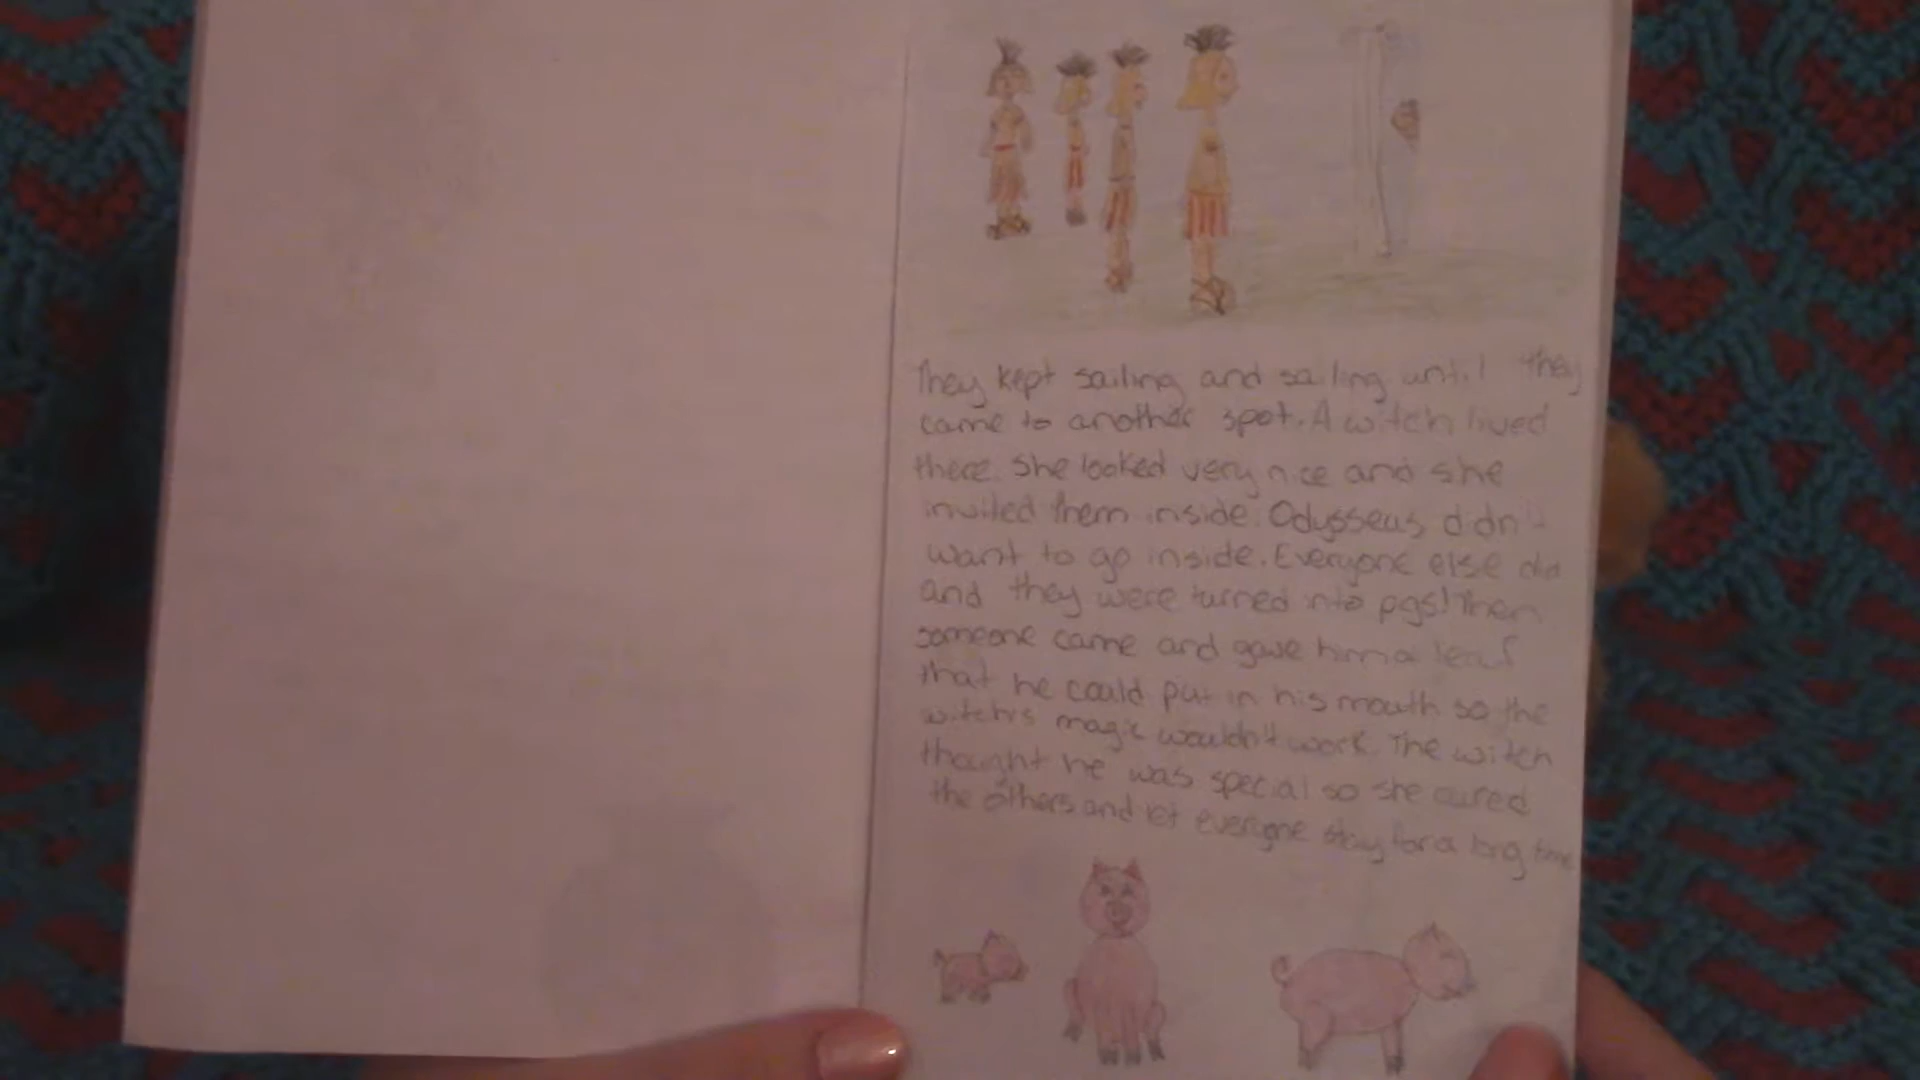 They kept sailing and sailing until they
came to another spot. A witch lived
there. She looked very nice and she
invited them inside. Odysseus didn't
want to go inside. Everyone else did
and they were turned into pigs! Then
someone came and gave him a leaf
that he could put in his mouth so the
witch's magic wouldn't work. The witch
thought he was special so she cured
the others and let everyone stay for a long time